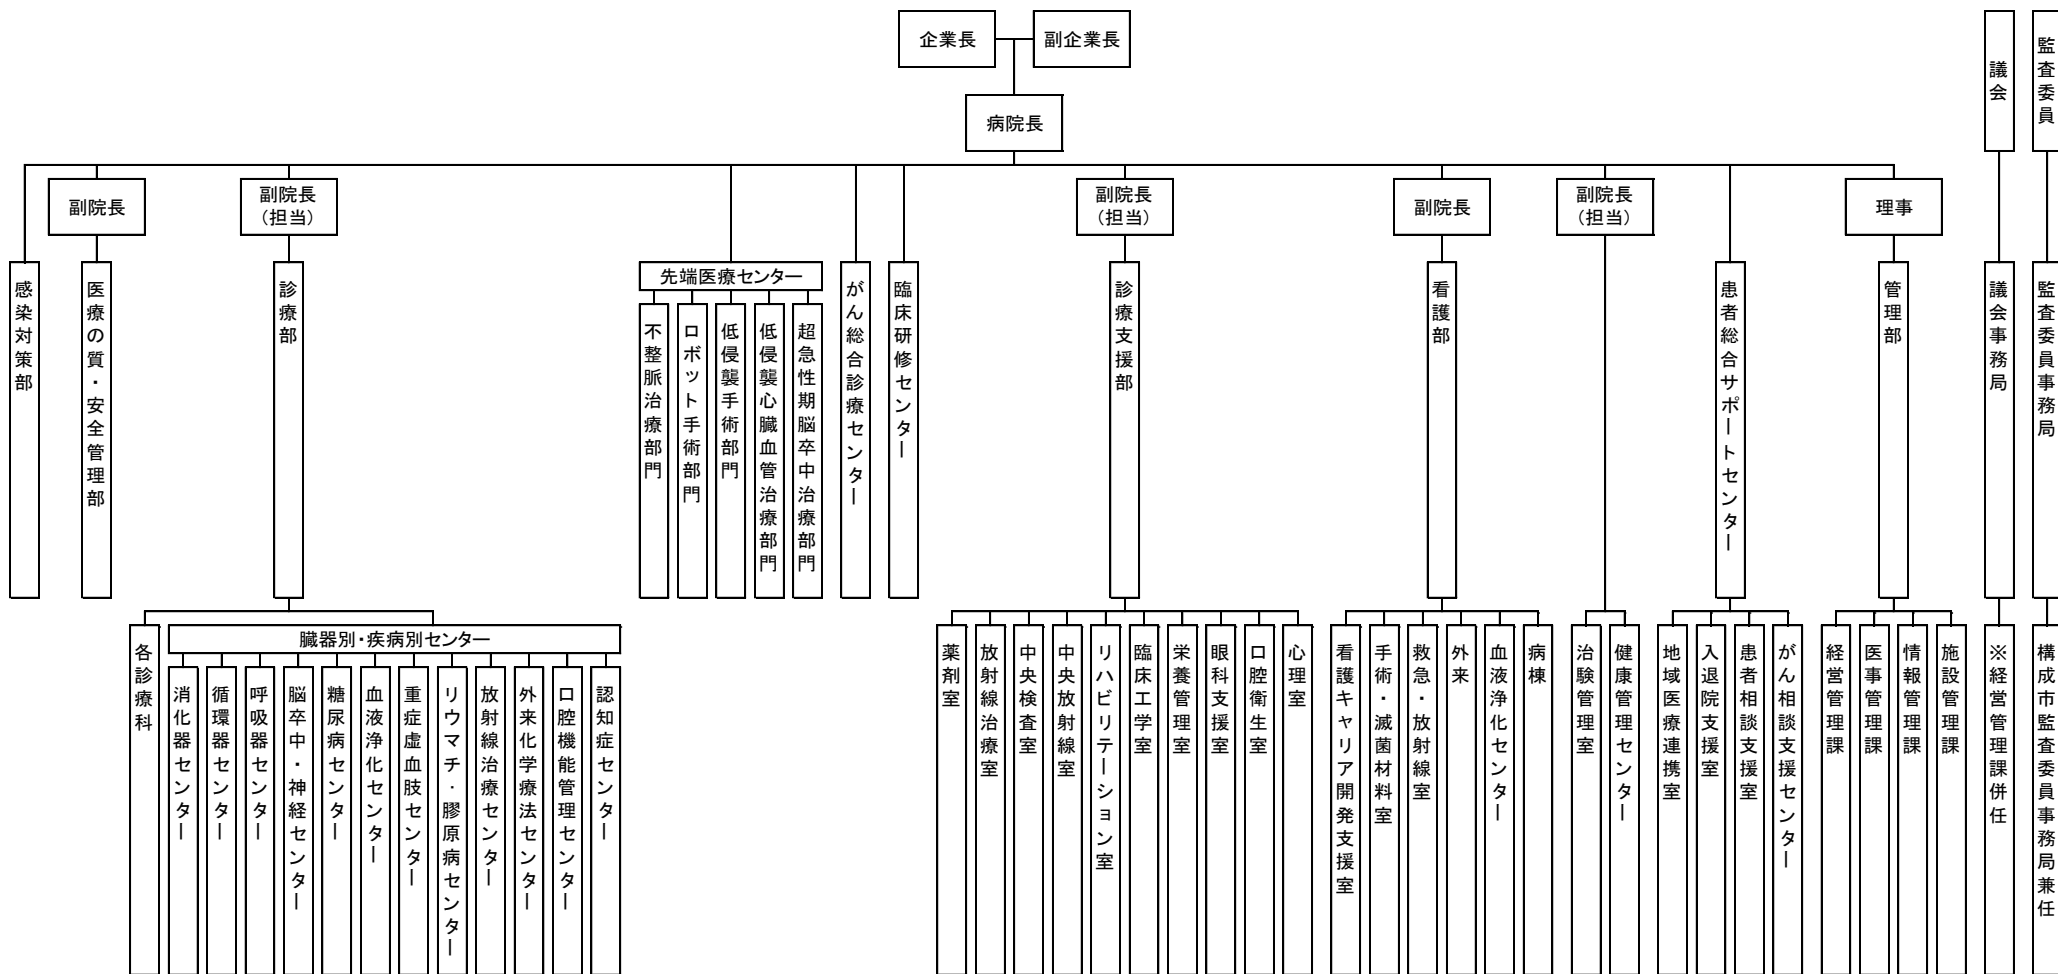 企業長
副企業長
議会
監査委員
病院長
副院長
副院長
（担当）
副院長
（担当）
副院長
副院長
（担当）
理事
感染対策部
医療の質・安全管理部
診療部
先端医療センター
不整脈治療部門
ロボット手術部門
低侵襲手術部門
低侵襲心臓血管治療部門
超急性期脳卒中治療部門
がん総合診療センター
臨床研修センター
診療支援部
看護部
患者総合サポートセンター
管理部
議会事務局
監査委員事務局
各診療科
臓器別・疾病別センター
消化器センター
循環器センター
呼吸器センター
脳卒中・神経センター
糖尿病センター
血液浄化センター
重症虚血肢センター
リウマチ・膠原病センター
放射線治療センター
外来化学療法センター
口腔機能管理センター
認知症センター
薬剤室
放射線治療室
中央検査室
中央放射線室
リハビリテーション室
臨床工学室
栄養管理室
眼科支援室
口腔衛生室
心理室
看護キャリア開発支援室
手術・滅菌材料室
救急・放射線室
外来
血液浄化センター
病棟
治験管理室
健康管理センター
地域医療連携室
入退院支援室
患者相談支援室
がん相談支援センター
経営管理課
医事管理課
情報管理課
施設管理課
※経営管理課併任
構成市監査委員事務局兼任